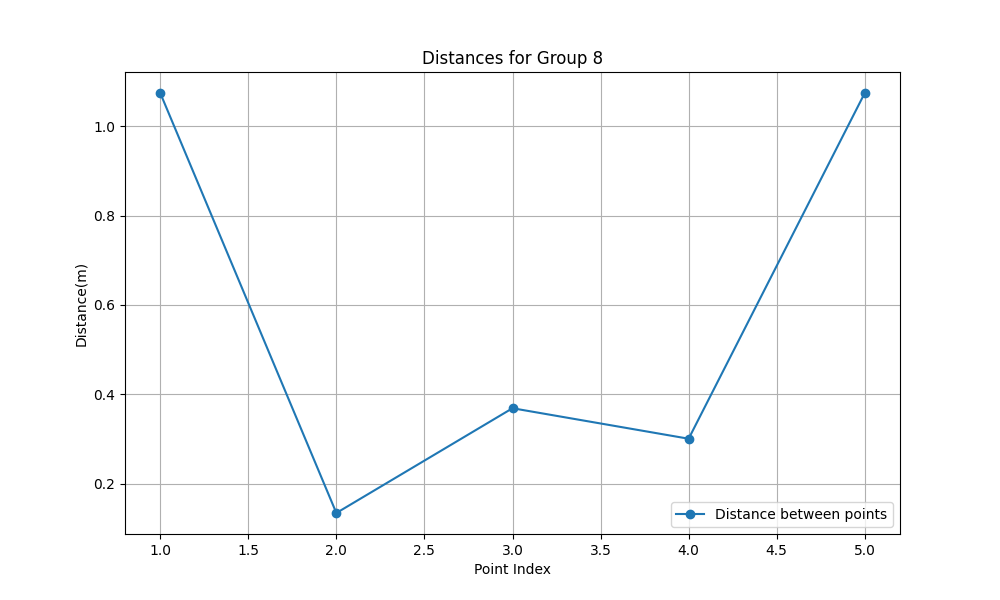 Distances for Group 8
1.0
0.8
0.6
0.4
0.2
Distance(m)
Distance between points
1.0 1.5 2.0 2.5 3.0 3.5 4.0 4.5 5.0
Point Index